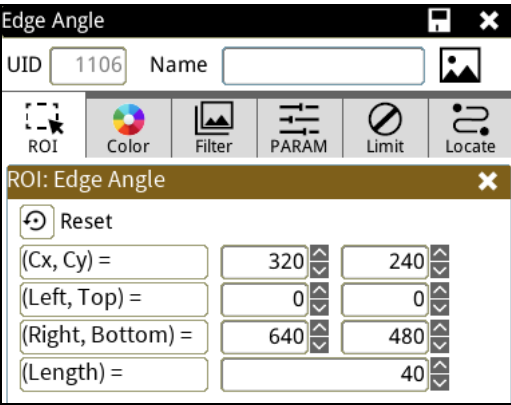 Edge Angle
UID 1106 Name
ROI Color Filter PARAM Limit Locate
ROI: Edge Angle
Reset
(Cx, Cy) = 320 240
(Left, Top) = 0 0
(Right, Bottom) = 640 480
(Length) = 40